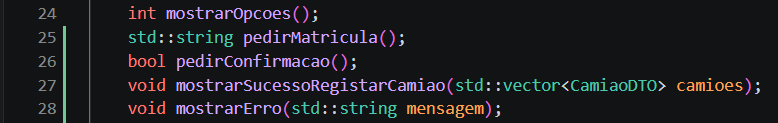 24 int mostrarOpcoes();
25 std::string pedirMatricula();
26 bool pedirConfirmacao();
27 void mostrarSucessoRegistarCamiao(std::vector<CamiaoDTO> camioes);
28 void mostrarErro(std::string mensagem);